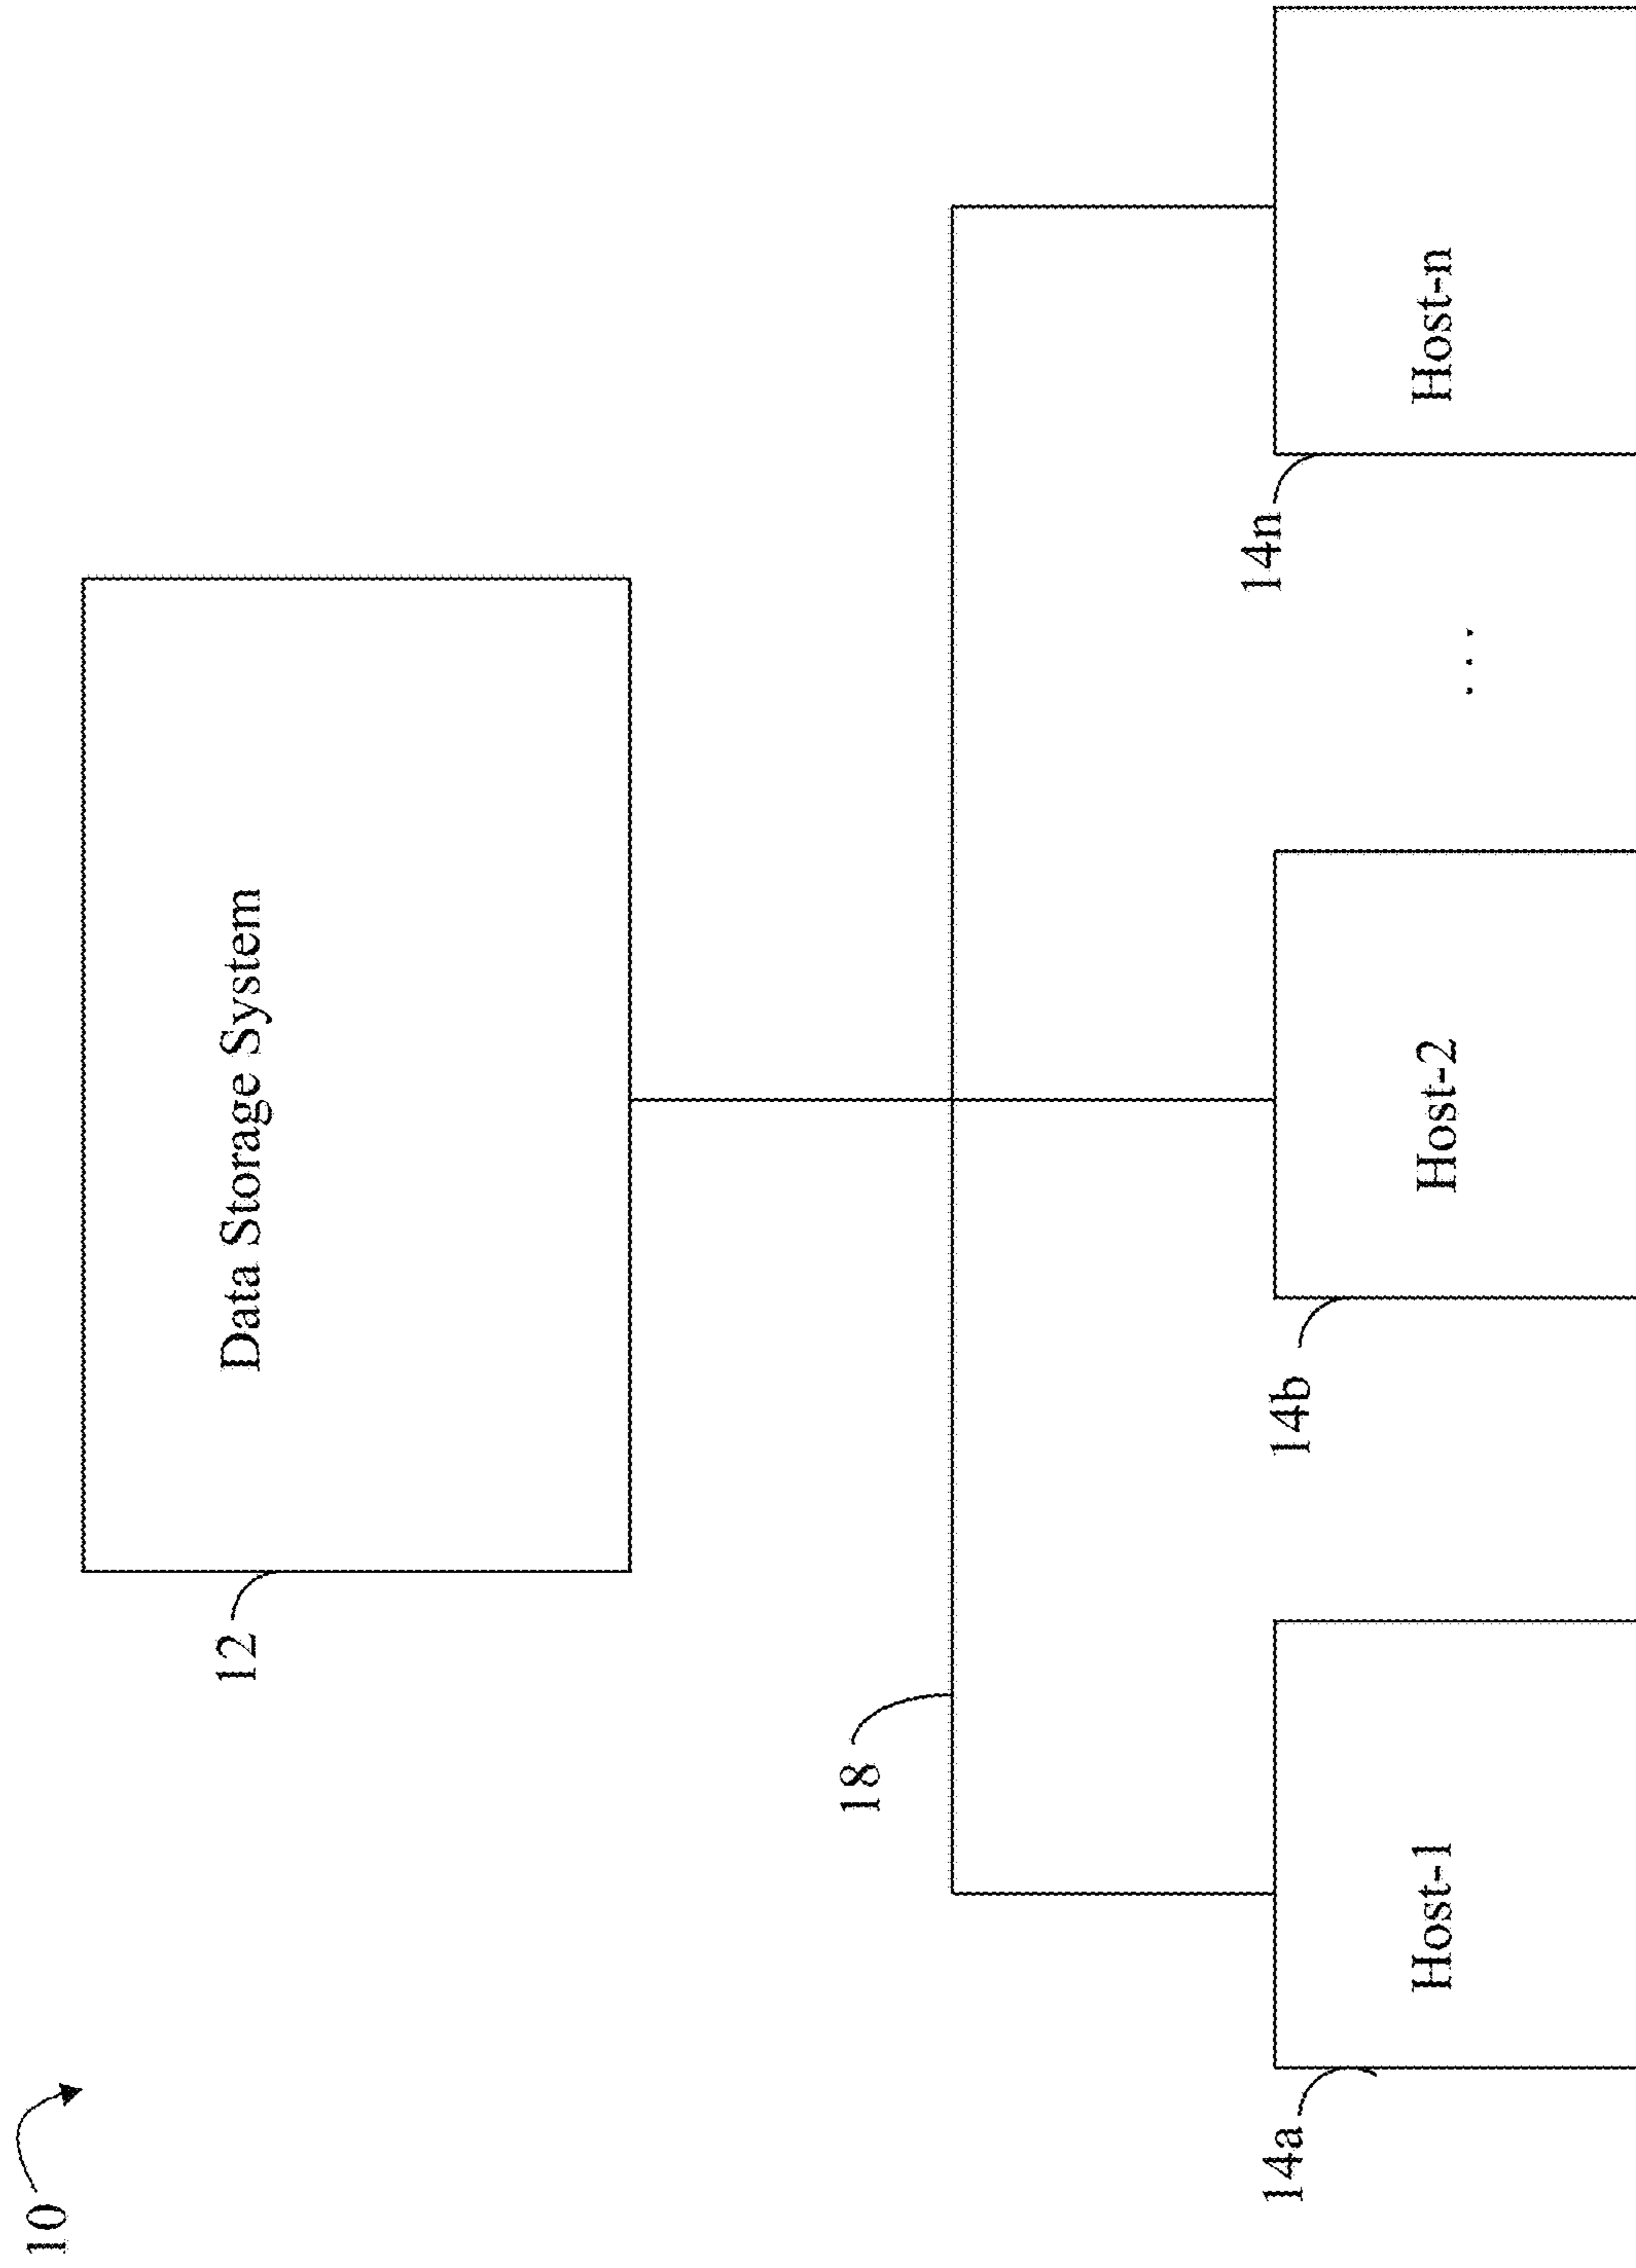 10
12
Data Storage System
18
14a
Host-1
14b
Host-2
. . .
14n
Host-n